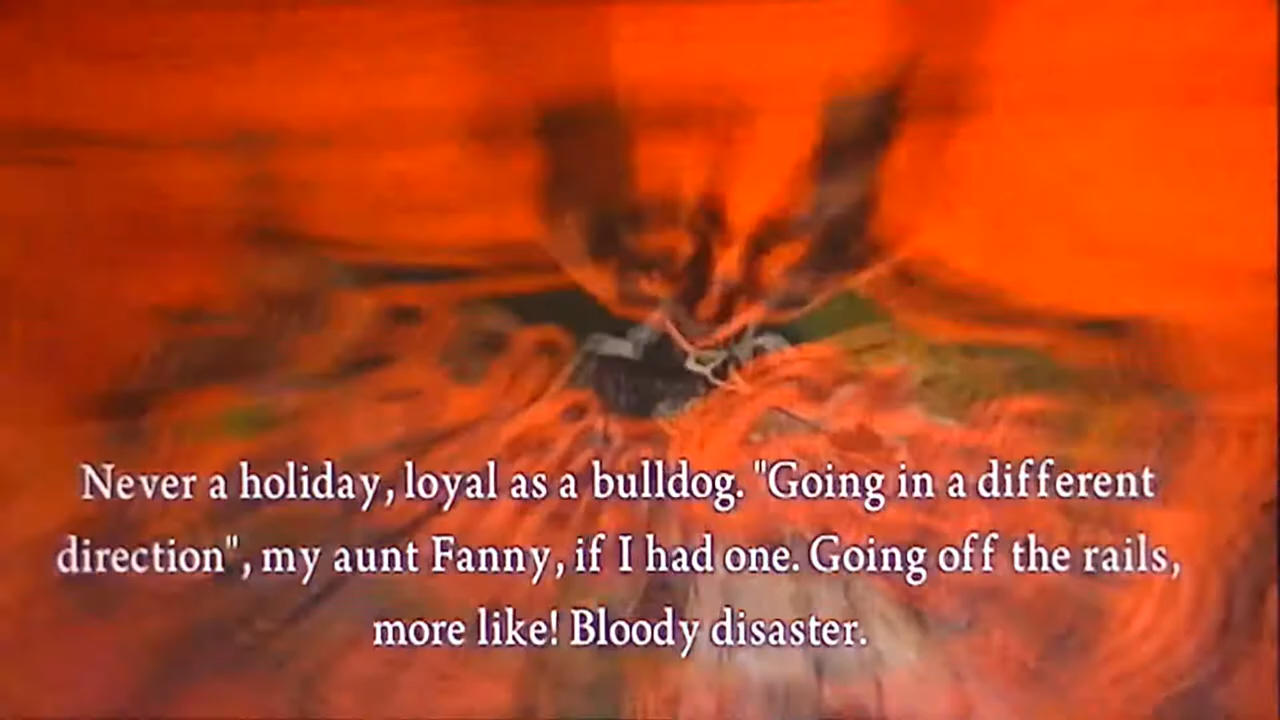 Never a holiday, loyal as a bulldog. "Going in a different
direction", my aunt Fanny, if I had one. Going off the rails,
more like! Bloody disaster.